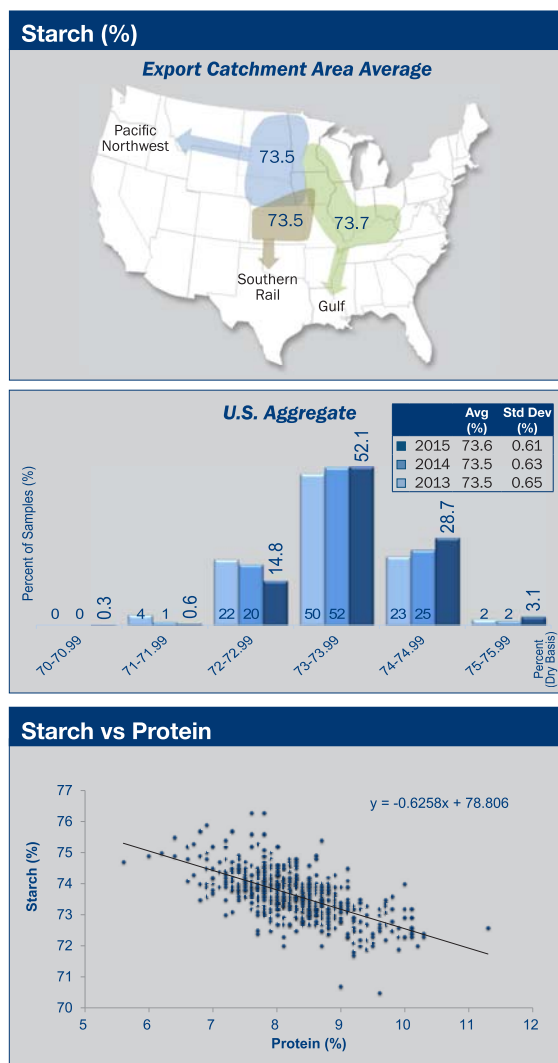 Starch (%)
Export Catchment Area Average
Pacific
Northwest
73.5
73.5
73.7
Southern
Rail
Gulf
U.S. Aggregate
Avg
(%)
Std Dev
(%)
2015 73.6 0.61
2014 73.5 0.63
2013 73.5 0.65
Percent of Samples (%)
0 0 0.3
4 1 0.6
22 20 14.8
50 52 52.1
23 25 28.7
2 2 3.1
70-70.99
71-71.99
72-72.99
73-73.99
74-74.99
75-75.99
Percent
(Dry Basis)
Starch vs Protein
y = -0.6258x + 78.806
Starch (%)
77
76
75
74
73
72
71
70
5 6 7 8 9 10 11 12
Protein (%)